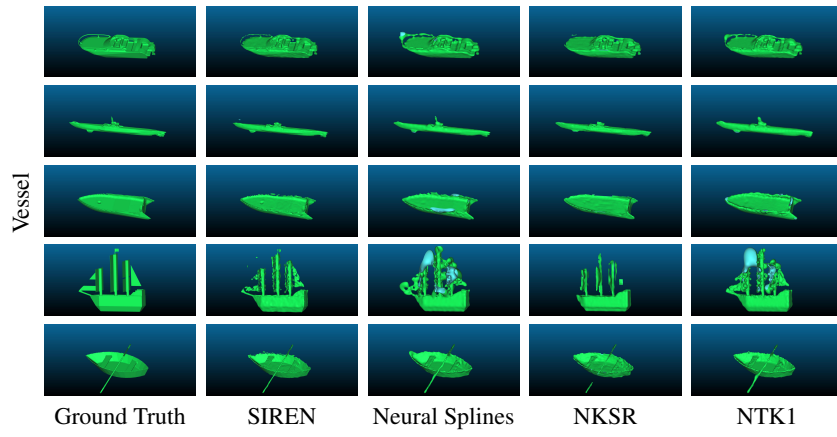 Vessel
Ground Truth
SIREN
Neural Splines
NKSR
NTK1